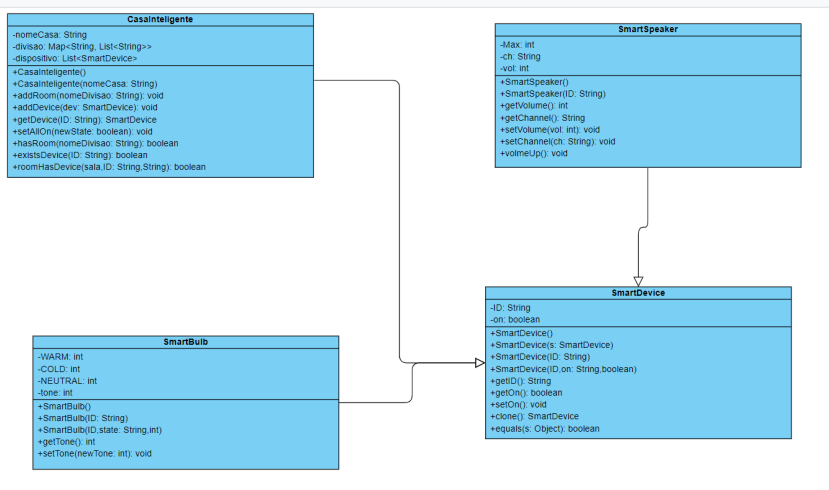 CasaInteligente
-nomeCasa: String
-divisao: Map<String, List<String>>
-dispositivo: List<SmartDevice>
+CasaInteligente()
+CasaInteligente(nomeCasa: String)
+addRoom(nomeDivisao: String): void
+addDevice(dev: SmartDevice): void
+getDevice(ID: String): SmartDevice
+setAllOn(newState: boolean): void
+hasRoom(nomeDivisao: String): boolean
+existsDevice(ID: String): boolean
+roomHasDevice(sala,ID: String,String): boolean
SmartSpeaker
-Max: int
-ch: String
-vol: int
+SmartSpeaker()
+SmartSpeaker(ID: String)
+getVolume(): int
+getChannel(): String
+setVolume(vol: int): void
+setChannel(ch: String): void
+volmeUp(): void
SmartBulb
-WARM: int
-COLD: int
-NEUTRAL: int
-tone: int
+SmartBulb()
+SmartBulb(ID: String)
+SmartBulb(ID,state: String,int)
+getTone(): int
+setTone(newTone: int): void
SmartDevice
-ID: String
-on: boolean
+SmartDevice()
+SmartDevice(s: SmartDevice)
+SmartDevice(ID: String)
+SmartDevice(ID,on: String,boolean)
+getID(): String
+getOn(): boolean
+setOn(): void
+clone(): SmartDevice
+equals(s: Object): boolean